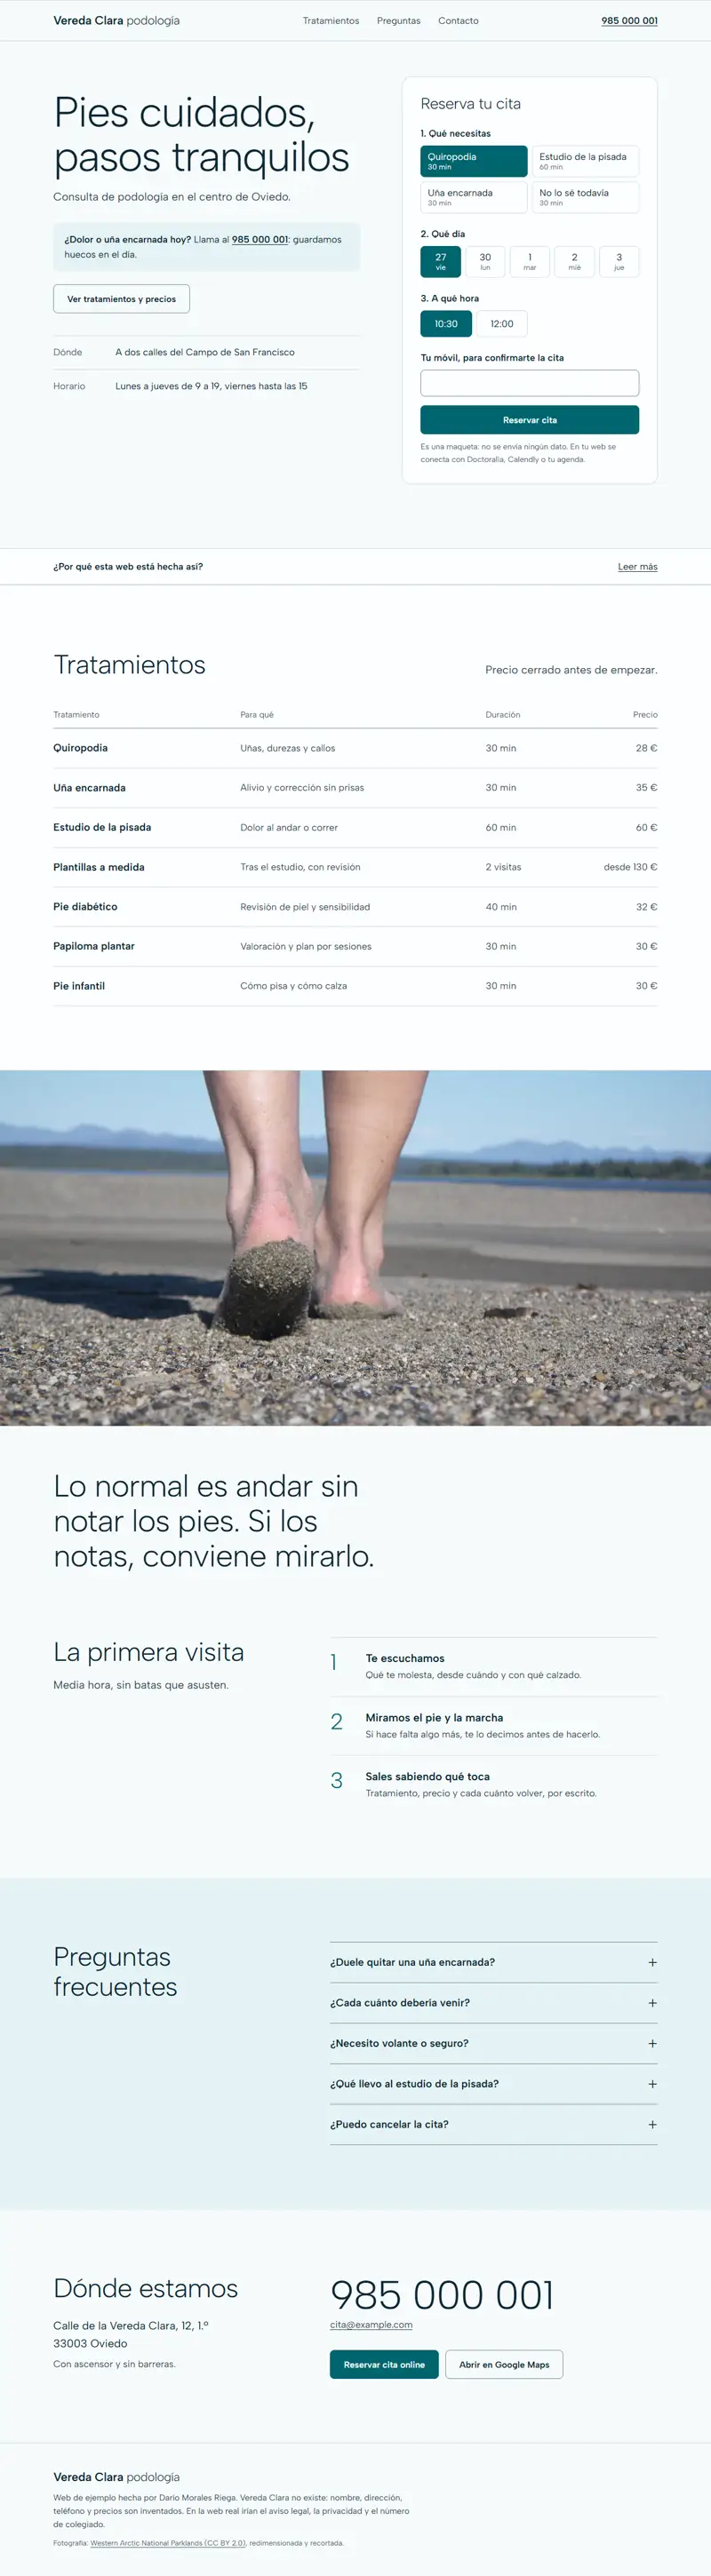 Vereda Clara podología
Tratamientos Preguntas Contacto
985 000 001
Pies cuidados,
pasos tranquilos
Consulta de podología en el centro de Oviedo.
¿Dolor o uña encarnada hoy? Llama al 985 000 001: guardamos
huecos en el día.
Ver tratamientos y precios
Dónde A dos calles del Campo de San Francisco
Horario Lunes a jueves de 9 a 19, viernes hasta las 15
Reserva tu cita
1. Qué necesitas
Quiropodia
30 min
Estudio de la pisada
60 min
Uña encarnada
30 min
No lo sé todavía
30 min
2. Qué día
27
vie
30
lun
1
mar
2
mié
3
jue
3. A qué hora
10:30 12:00
Tu móvil, para confirmarte la cita
Reservar cita
Es una maqueta: no se envía ningún dato. En tu web se
conecta con Doctoralia, Calendly o tu agenda.
¿Por qué esta web está hecha así? Leer más
Tratamientos
Precio cerrado antes de empezar.
Tratamiento Para qué Duración Precio
Quiropodia Uñas, durezas y callos 30 min 28 €
Uña encarnada Alivio y corrección sin prisas 30 min 35 €
Estudio de la pisada Dolor al andar o correr 60 min 60 €
Plantillas a medida Tras el estudio, con revisión 2 visitas desde 130 €
Pie diabético Revisión de piel y sensibilidad 40 min 32 €
Papiloma plantar Valoración y plan por sesiones 30 min 30 €
Pie infantil Cómo pisa y cómo calza 30 min 30 €
Lo normal es andar sin
notar los pies. Si los
notas, conviene mirarlo.
La primera visita
Media hora, sin batas que asusten.
1 Te escuchamos
Qué te molesta, desde cuándo y con qué calzado.
2 Miramos el pie y la marcha
Si hace falta algo más, te lo decimos antes de hacerlo.
3 Sales sabiendo qué toca
Tratamiento, precio y cada cuánto volver, por escrito.
Preguntas
frecuentes
¿Duele quitar una uña encarnada? +
¿Cada cuánto debería venir? +
¿Necesito volante o seguro? +
¿Qué llevo al estudio de la pisada? +
¿Puedo cancelar la cita? +
Dónde estamos
Calle de la Vereda Clara, 12, 1.º
33003 Oviedo
Con ascensor y sin barreras.
985 000 001
cita@example.com
Reservar cita online
Abrir en Google Maps
Vereda Clara podología
Web de ejemplo hecha por Darío Morales Riega. Vereda Clara no existe: nombre, dirección,
teléfono y precios son inventados. En la web real irían el aviso legal, la privacidad y el número
de colegiado.
Fotografía: Western Arctic National Parklands (CC BY 2.0), redimensionada y recortada.